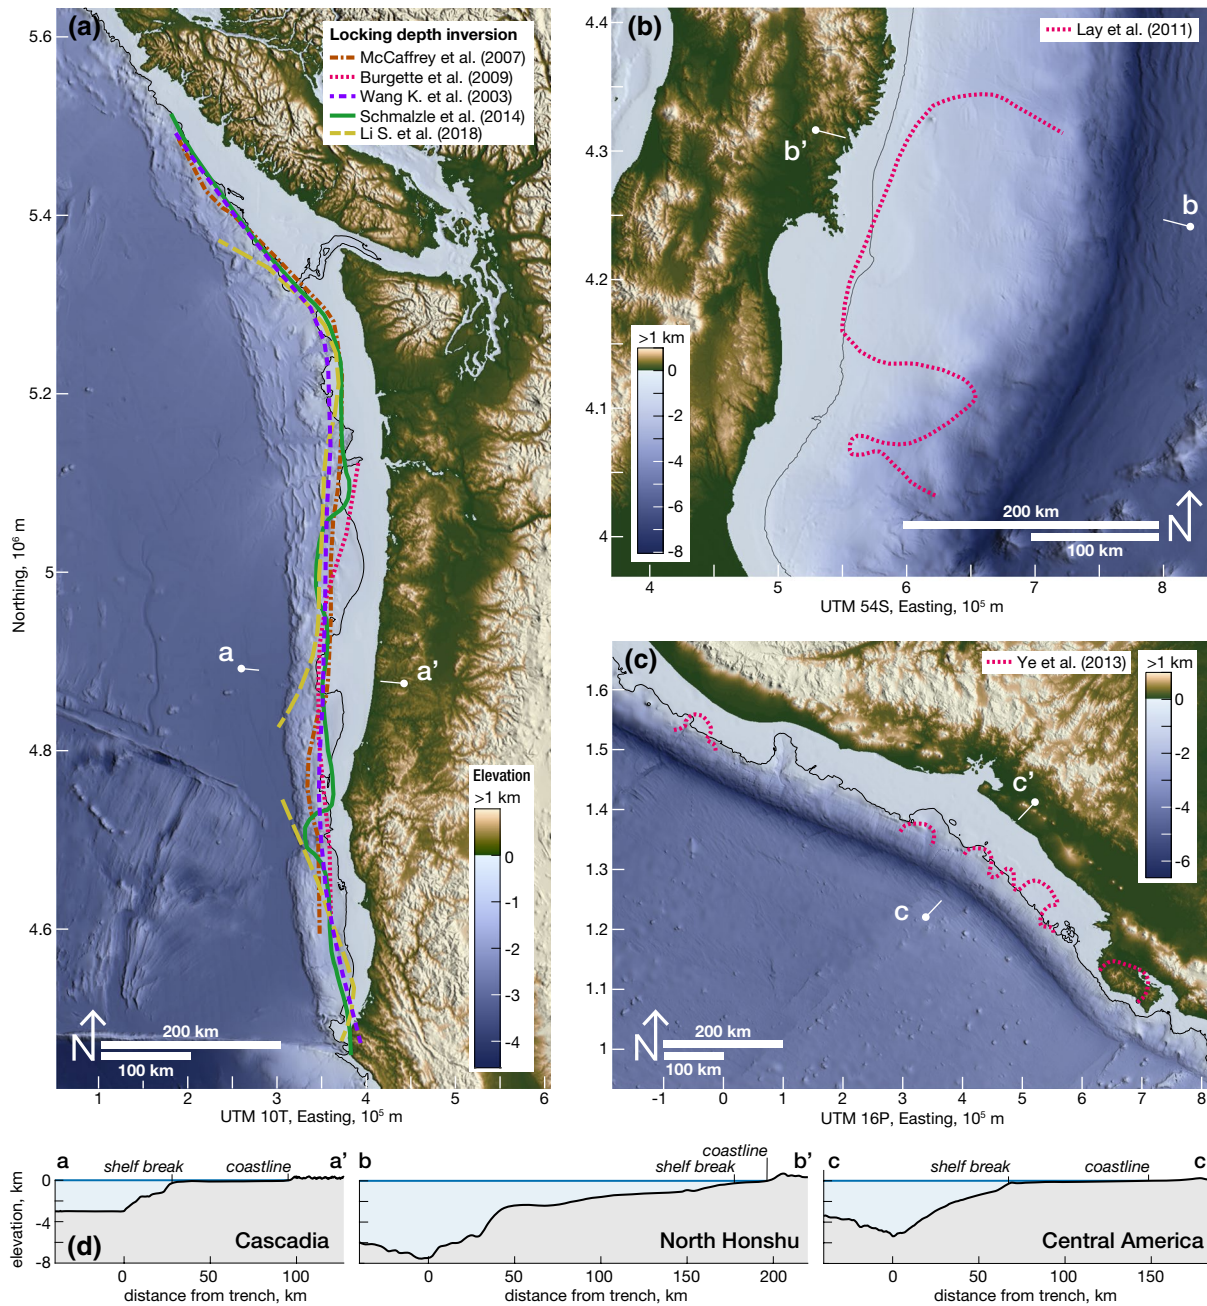 (a)
Locking depth inversion
McCaffrey et al. (2007)
Burgette et al. (2009)
Wang K. et al. (2003)
Schmalzle et al. (2014)
Li S. et al. (2018)
5.6
5.4
5.2
5
4.8
4.6
Northing, 10⁶ m
a
a'
Elevation
>1 km
0
-1
-2
-3
-4
N
200 km
100 km
1
2
3
4
5
6
UTM 10T, Easting, 10⁵ m
(b)
Lay et al. (2011)
4.4
4.3
4.2
4.1
4
b'
b
>1 km
0
-2
-4
-6
-8
200 km
100 km
N
4
5
6
7
8
UTM 54S, Easting, 10⁵ m
(c)
Ye et al. (2013)
>1 km
0
-2
-4
-6
1.6
1.5
1.4
1.3
1.2
1.1
1
c'
c
N
200 km
100 km
-1
0
1
2
3
4
5
6
7
8
UTM 16P, Easting, 10⁵ m
a
shelf break
coastline
a'
b
shelf break
coastline
b'
c
shelf break
coastline
c
elevation, km
0
-4
-8
(d)
Cascadia
North Honshu
Central America
0
50
100
0
50
100
150
200
0
50
100
150
distance from trench, km
distance from trench, km
distance from trench, km